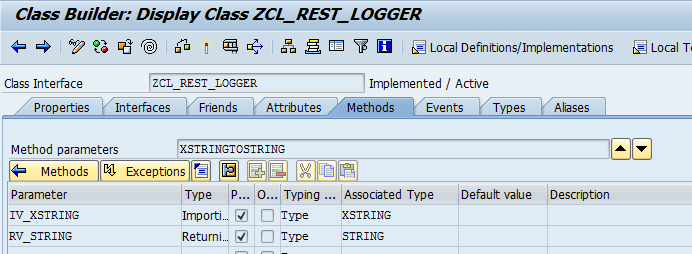 Class Builder: Display Class ZCL_REST_LOGGER
Local Definitions/Implementations Local Te
Class Interface ZCL_REST_LOGGER Implemented / Active
Properties Interfaces Friends Attributes Methods Events Types Aliases
Method parameters XSTRINGTOSTRING
Methods Exceptions
Parameter Type P... O... Typing ... Associated Type Default value Description
IV_XSTRING Importi... Type XSTRING
RV_STRING Returni... Type STRING